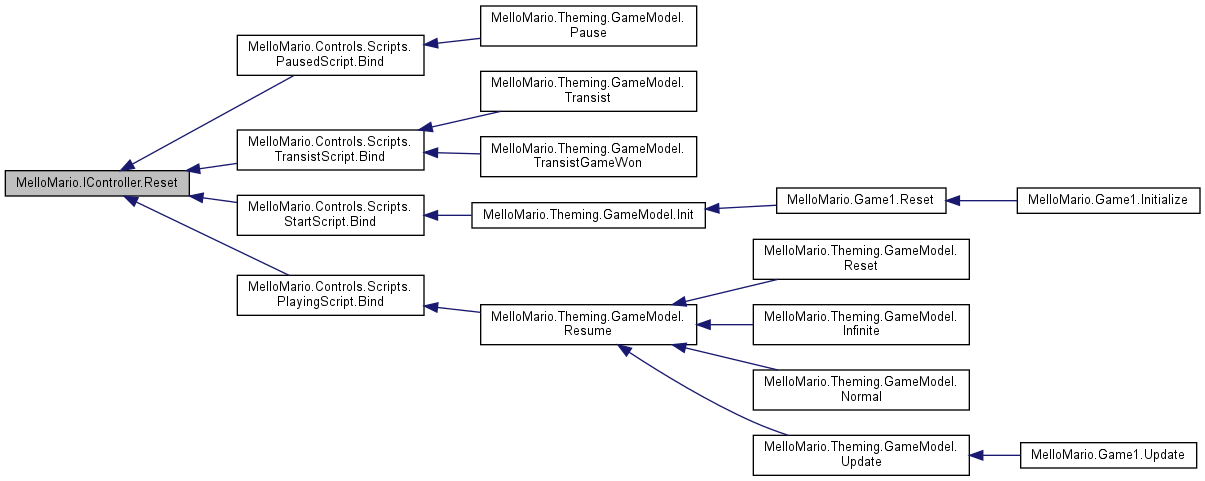 MelloMario.IController.Reset
MelloMario.Controls.Scripts.
PausedScript.Bind
MelloMario.Theming.GameModel.
Pause
MelloMario.Controls.Scripts.
TransistScript.Bind
MelloMario.Theming.GameModel.
Transist
MelloMario.Theming.GameModel.
TransistGameWon
MelloMario.Controls.Scripts.
StartScript.Bind
MelloMario.Theming.GameModel.Init
MelloMario.Game1.Reset
MelloMario.Game1.Initialize
MelloMario.Controls.Scripts.
PlayingScript.Bind
MelloMario.Theming.GameModel.
Resume
MelloMario.Theming.GameModel.
Reset
MelloMario.Theming.GameModel.
Infinite
MelloMario.Theming.GameModel.
Normal
MelloMario.Theming.GameModel.
Update
MelloMario.Game1.Update